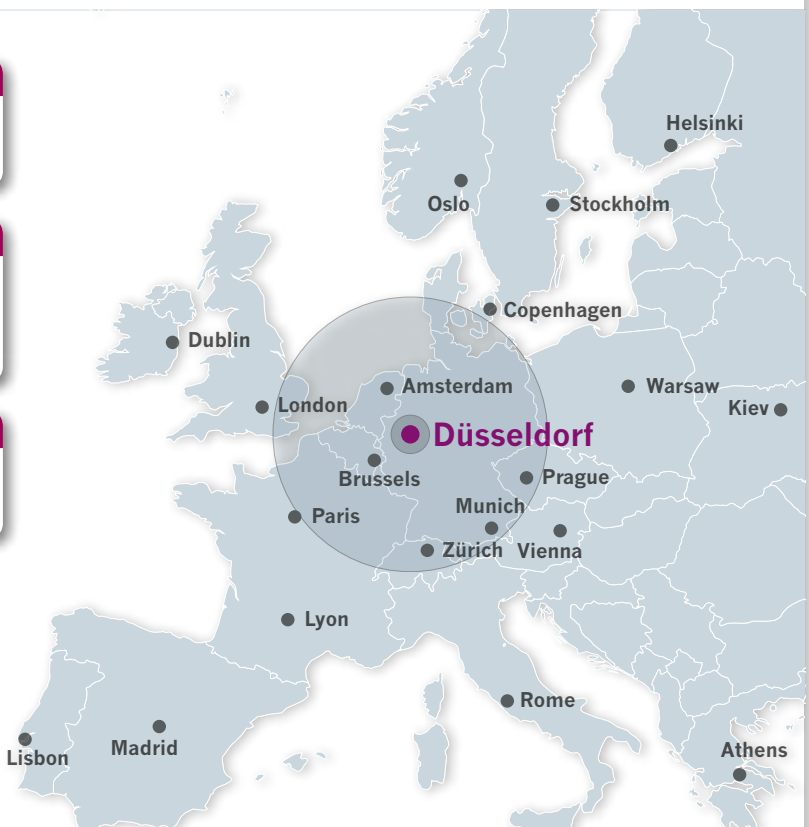 Helsinki
Oslo
Stockholm
Copenhagen
Dublin
Amsterdam
Warsaw
London
Kiev
Düsseldorf
Brussels
Prague
Munich
Paris
Zürich
Vienna
Lyon
Rome
Madrid
Lisbon
Athens